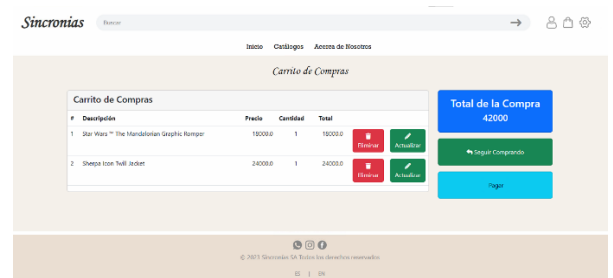 Sincronias
Buscar
Inicio Catálogos Acerca de Nosotros
Carrito de Compras
Carrito de Compras
# Descripción Precio Cantidad Total
1 Star Wars ™ The Mandalorian Graphic Romper 18000.0 1 18000.0 Eliminar Actualizar
2 Sherpa Icon Twill Jacket 24000.0 1 24000.0 Eliminar Actualizar
Total de la Compra
42000
Seguir Comprando
Pagar
© 2023 Sincronias SA Todos los derechos reservados
ES | EN